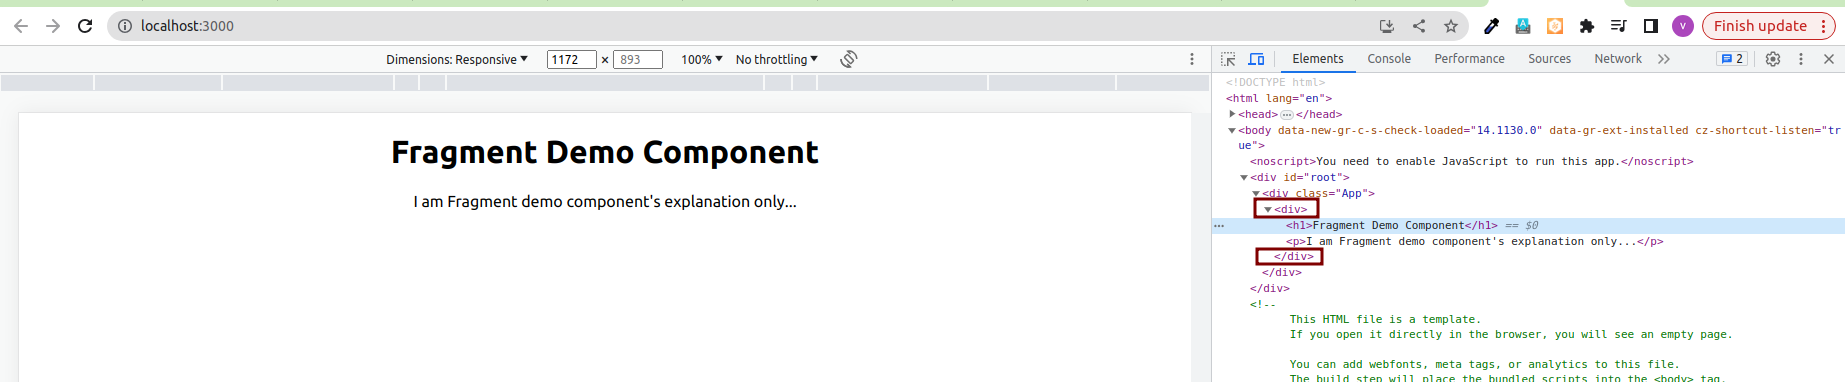 localhost:3000
V
Finish update
Dimensions: Responsive 1172 × 893 100% No throttling
Elements Console Performance Sources Network 2
Fragment Demo Component
I am Fragment demo component's explanation only...
<!DOCTYPE html>
<html lang="en">
<head> ⋯ </head>
<body data-new-gr-c-s-check-loaded="14.1130.0" data-gr-ext-installed cz-shortcut-listen="tr
ue">
<noscript>You need to enable JavaScript to run this app.</noscript>
<div id="root">
<div class="App">
<div>
<h1>Fragment Demo Component</h1> == $0
<p>I am Fragment demo component's explanation only...</p>
</div>
</div>
</div>
<!--
This HTML file is a template.
If you open it directly in the browser, you will see an empty page.
You can add webfonts, meta tags, or analytics to this file.
The build step will place the bundled scripts into the <body> tag.